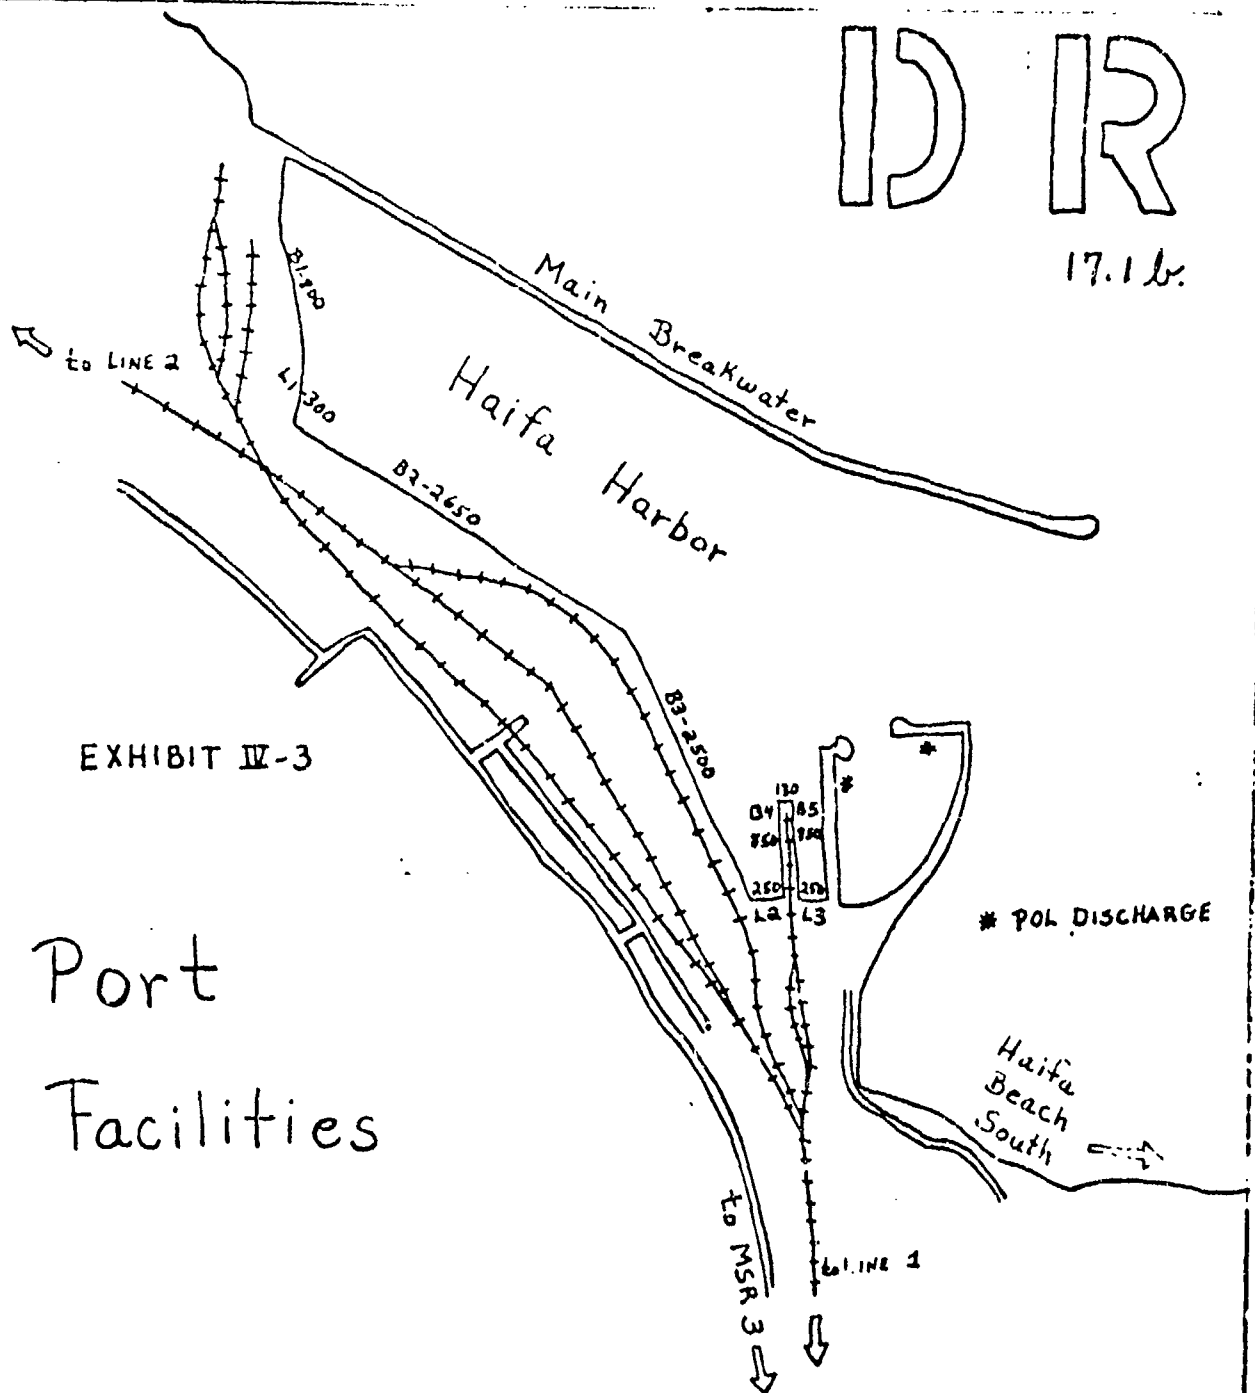 DR
17.1 b.
Main Breakwater
B1-800
to LINE 2
Haifa Harbor
L1-300
B2-2650
B3-2500
EXHIBIT IV-3
130
B4 B5
850 850
250 250
L2 L3
*
*
* POL DISCHARGE
Port
Facilities
Haifa
Beach
South
to MSR 3
to LINE 1